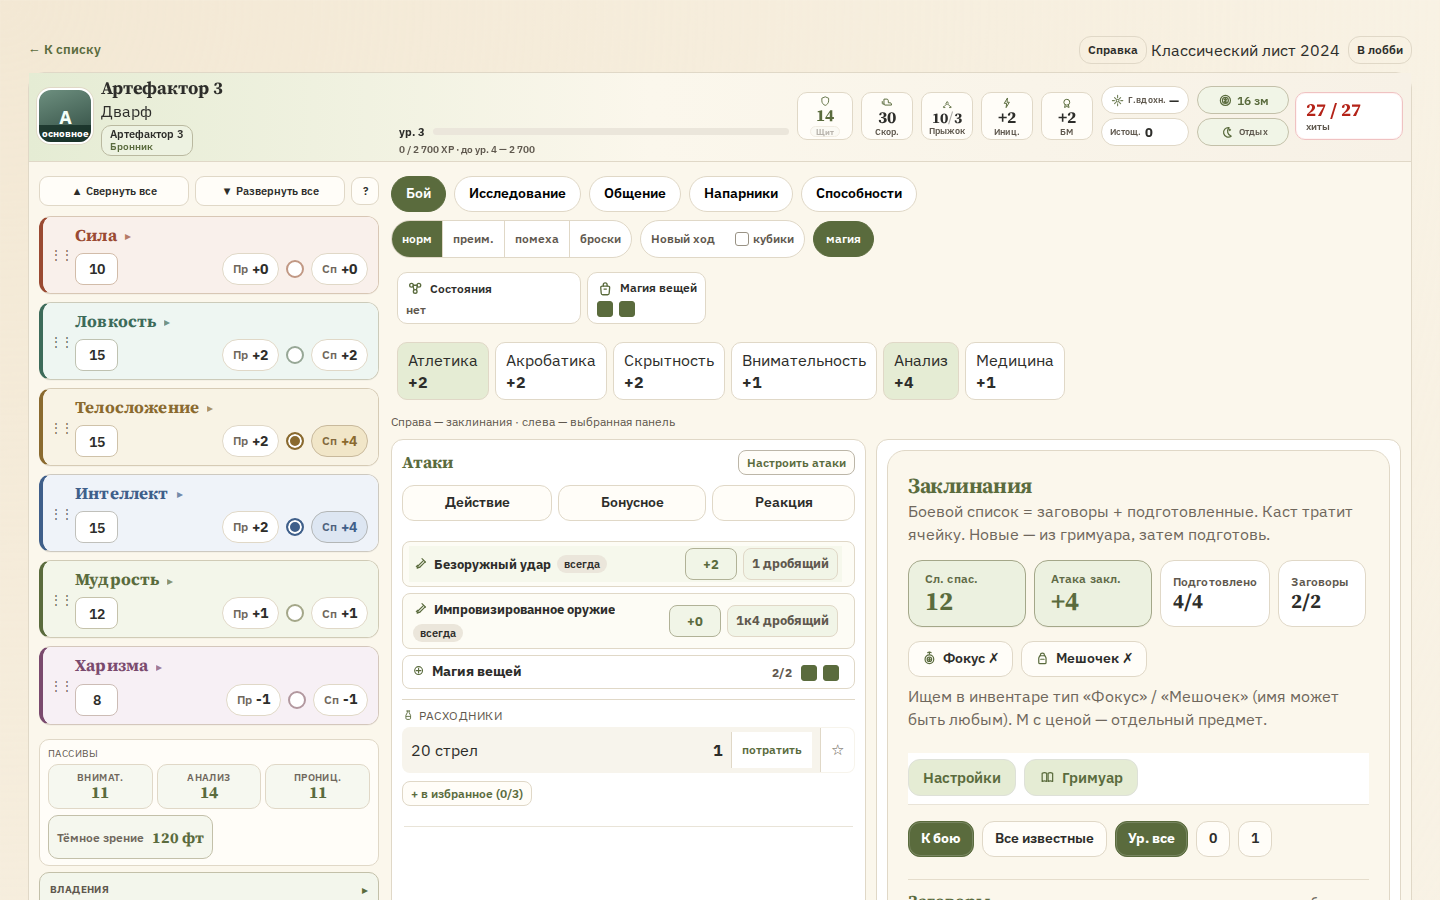 ← К списку
Справка Классический лист 2024 В лобби
А
основное
Артефактор 3
Дварф
Артефактор 3
Бронник
ур. 3
0 / 2 700 XP · до ур. 4 — 2 700
14
Щит
30
Скор.
10/3
Прыжок
+2
Иниц.
+2
БМ
Г.вдохн. —
Истощ. 0
16 зм
Отдых
27 / 27
хиты
▲ Свернуть все
▼ Развернуть все
?
Сила ▸
10
Пр +0
Сп +0
Ловкость ▸
15
Пр +2
Сп +2
Телосложение ▸
15
Пр +2
Сп +4
Интеллект ▸
15
Пр +2
Сп +4
Мудрость ▸
12
Пр +1
Сп +1
Харизма ▸
8
Пр -1
Сп -1
ПАССИВЫ
ВНИМАТ.
11
АНАЛИЗ
14
ПРОНИЦ.
11
Тёмное зрение 120 фт
ВЛАДЕНИЯ ▸
Бой Исследование Общение Напарники Способности
норм преим. помеха броски Новый ход кубики магия
Состояния
нет
Магия вещей
Атлетика
+2
Акробатика
+2
Скрытность
+2
Внимательность
+1
Анализ
+4
Медицина
+1
Справа — заклинания · слева — выбранная панель
Атаки
Настроить атаки
Действие Бонусное Реакция
Безоружный удар всегда +2 1 дробящий
Импровизированное оружие
всегда
+0 1к4 дробящий
Магия вещей 2/2
РАСХОДНИКИ
20 стрел 1 потратить ☆
+ в избранное (0/3)
Заклинания
Боевой список = заговоры + подготовленные. Каст тратит
ячейку. Новые — из гримуара, затем подготовь.
Сл. спас.
12
Атака закл.
+4
Подготовлено
4/4
Заговоры
2/2
Фокус ✗ Мешочек ✗
Ищем в инвентаре тип «Фокус» / «Мешочек» (имя может
быть любым). М с ценой — отдельный предмет.
Настройки Гримуар
К бою Все известные Ур. все 0 1